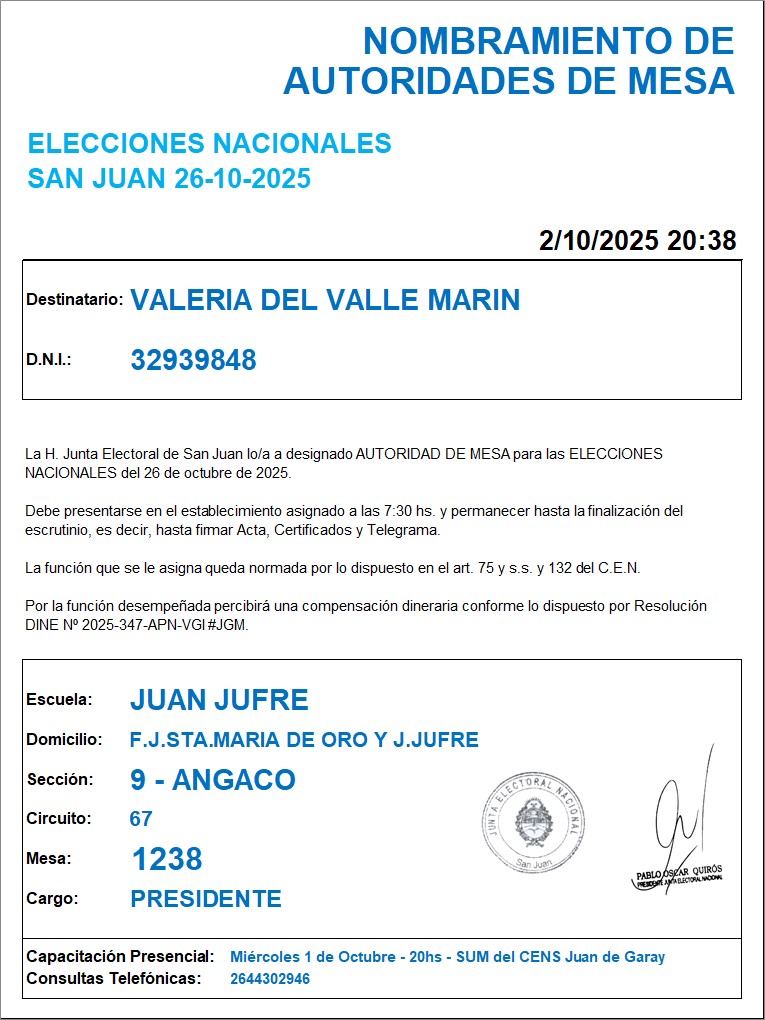 NOMBRAMIENTO DE
AUTORIDADES DE MESA
ELECCIONES NACIONALES
SAN JUAN 26-10-2025
2/10/2025 20:38
Destinatario: VALERIA DEL VALLE MARIN
D.N.I.: 32939848
La H. Junta Electoral de San Juan lo/a a designado AUTORIDAD DE MESA para las ELECCIONES
NACIONALES del 26 de octubre de 2025.
Debe presentarse en el establecimiento asignado a las 7:30 hs. y permanecer hasta la finalización del
escrutinio, es decir, hasta firmar Acta, Certificados y Telegrama.
La función que se le asigna queda normada por lo dispuesto en el art. 75 y s.s. y 132 del C.E.N.
Por la función desempeñada percibirá una compensación dineraria conforme lo dispuesto por Resolución
DINE Nº 2025-347-APN-VGI#JGM.
Escuela: JUAN JUFRE
Domicilio: F.J.STA.MARIA DE ORO Y J.JUFRE
Sección: 9 - ANGACO
Circuito: 67
Mesa: 1238
Cargo: PRESIDENTE
JUNTA ELECTORAL NACIONAL
San Juan
PABLO OSCAR QUIRÓS
PRESIDENTE JUNTA ELECTORAL NACIONAL
Capacitación Presencial: Miércoles 1 de Octubre - 20hs - SUM del CENS Juan de Garay
Consultas Telefónicas: 2644302946